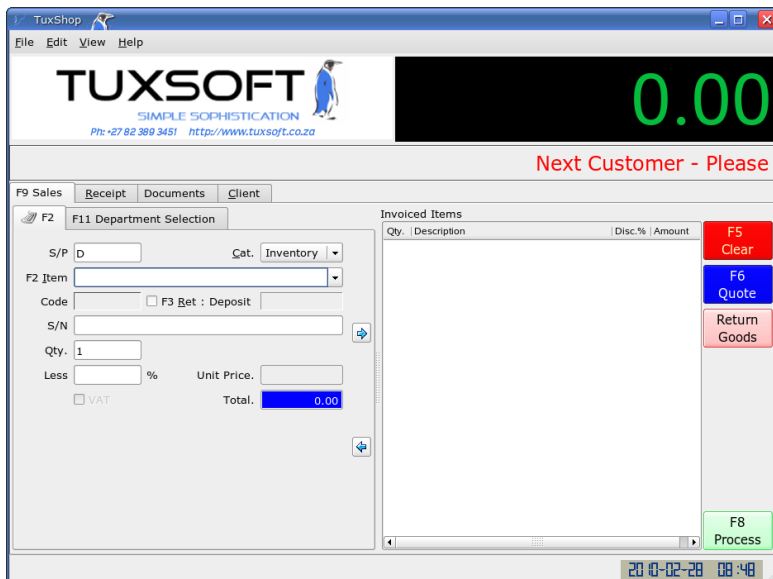 TuxShop
File Edit View Help
TUXSOFT
SIMPLE SOPHISTICATION
Ph: +27 82 389 3451 http://www.tuxsoft.co.za
0.00
Next Customer - Please
F9 Sales Receipt Documents Client
F2 F11 Department Selection
Invoiced Items
Qty. Description Disc.% Amount
S/P D Cat. Inventory
F2 Item
Code F3 Ret : Deposit
S/N
Qty. 1
Less % Unit Price.
VAT Total. 0.00
F5
Clear
F6
Quote
Return
Goods
F8
Process
2010-02-28 08:48